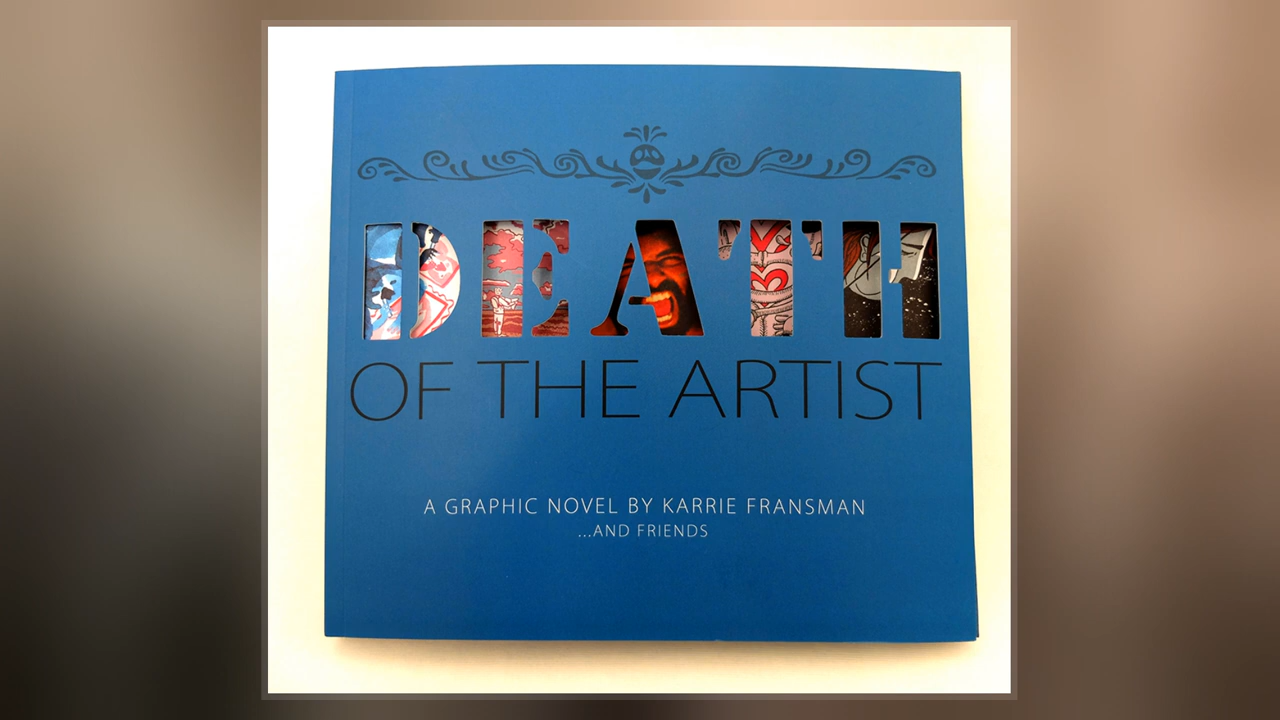 DEATH
OF THE ARTIST
A GRAPHIC NOVEL BY KARRIE FRANSMAN
...AND FRIENDS